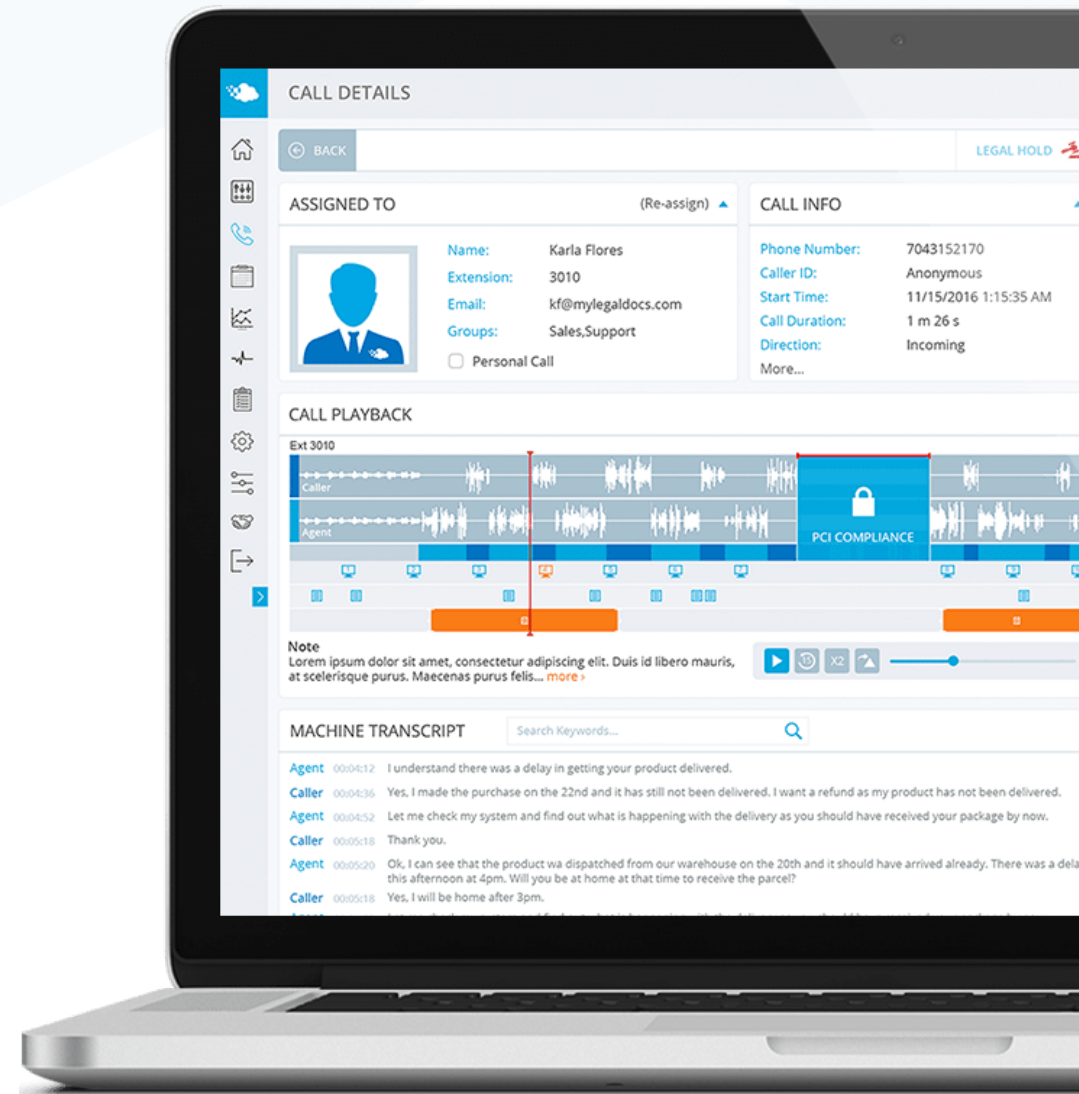 CALL DETAILS
BACK
LEGAL HOLD
ASSIGNED TO
(Re-assign)
Name: Karla Flores
Extension: 3010
Email: kf@mylegaldocs.com
Groups: Sales,Support
Personal Call
CALL INFO
Phone Number: 7043152170
Caller ID: Anonymous
Start Time: 11/15/2016 1:15:35 AM
Call Duration: 1 m 26 s
Direction: Incoming
More...
CALL PLAYBACK
Ext 3010
Caller
Agent
PCI COMPLIANCE
Note
Lorem ipsum dolor sit amet, consectetur adipiscing elit. Duis id libero mauris,
at scelerisque purus. Maecenas purus felis... more ›
15
X2
MACHINE TRANSCRIPT
Search Keywords...
Agent 00:04:12 I understand there was a delay in getting your product delivered.
Caller 00:04:36 Yes, I made the purchase on the 22nd and it has still not been delivered. I want a refund as my product has not been delivered.
Agent 00:04:52 Let me check my system and find out what is happening with the delivery as you should have received your package by now.
Caller 00:05:18 Thank you.
Agent 00:05:20 Ok, I can see that the product wa dispatched from our warehouse on the 20th and it should have arrived already. There was a dela
this afternoon at 4pm. Will you be at home at that time to receive the parcel?
Caller 00:05:18 Yes, I will be home after 3pm.